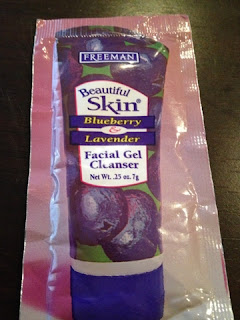 FREEMAN
Beautiful
Skin®
Blueberry
&
Lavender
Facial Gel
Cleanser
Net Wt. .25 oz. 7g